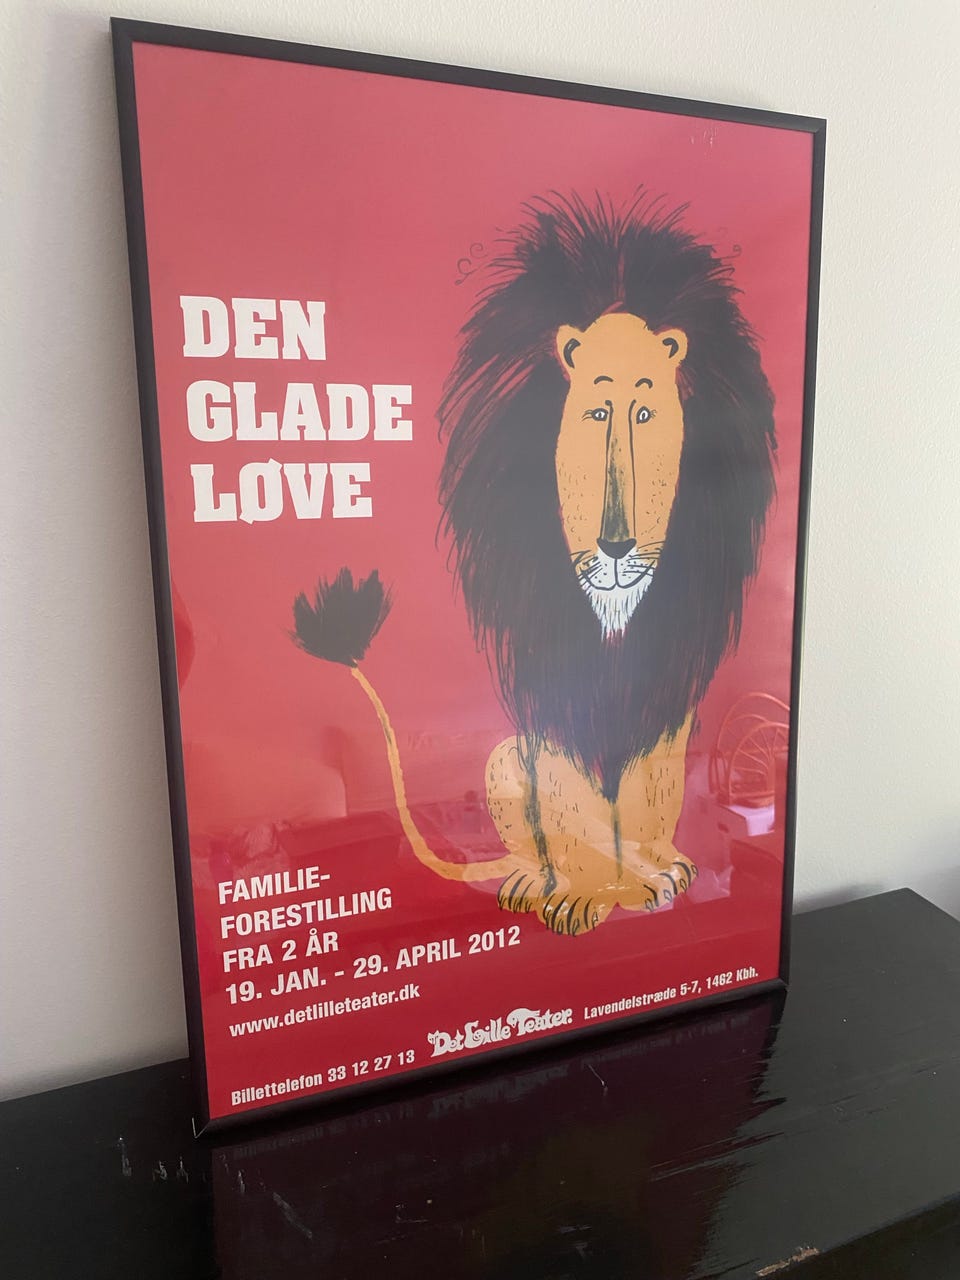 DEN
GLADE
LØVE
FAMILIE-
FORESTILLING
FRA 2 ÅR
19. JAN. - 29. APRIL 2012
www.detlilleteater.dk
Billettelefon 33 12 27 13 Det Lille Teater. Lavendelstræde 5-7, 1462 Kbh.